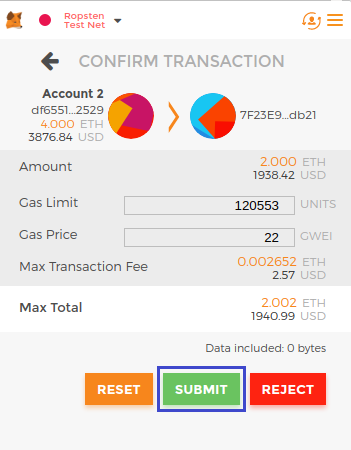 Ropsten
Test Net
CONFIRM TRANSACTION
Account 2
df6551...2529
4.000 ETH
3876.84 USD
7F23E9...db21
Amount
2.000 ETH
1938.42 USD
Gas Limit
120553 UNITS
Gas Price
22 GWEI
Max Transaction Fee
0.002652 ETH
2.57 USD
Max Total
2.002 ETH
1940.99 USD
Data included: 0 bytes
RESET SUBMIT REJECT